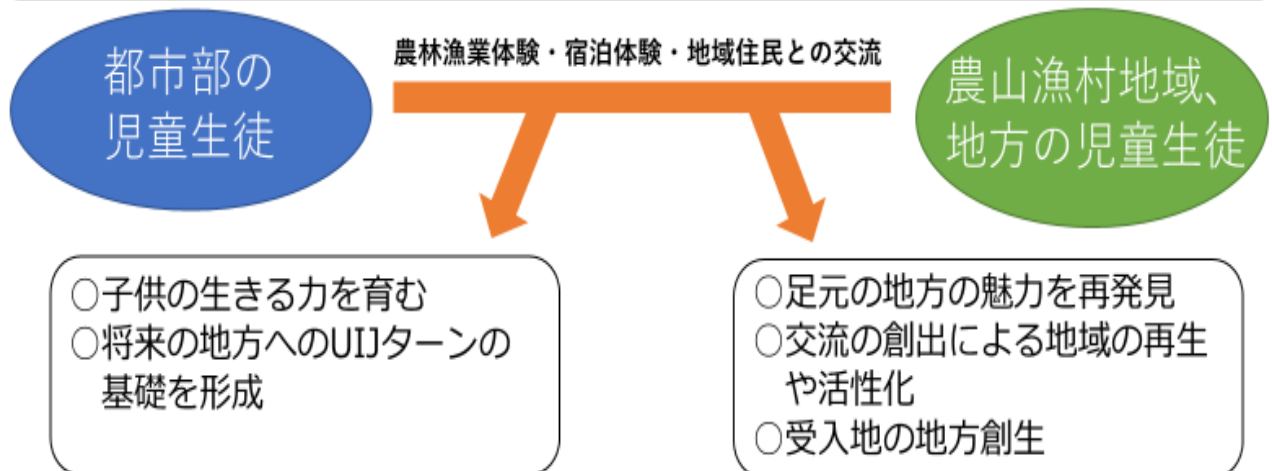 都市部の
児童生徒
農林漁業体験・宿泊体験・地域住民との交流
農山漁村地域、
地方の児童生徒
○子供の生きる力を育む
○将来の地方へのUIJターンの
基礎を形成
○足元の地方の魅力を再発見
○交流の創出による地域の再生
や活性化
○受入地の地方創生